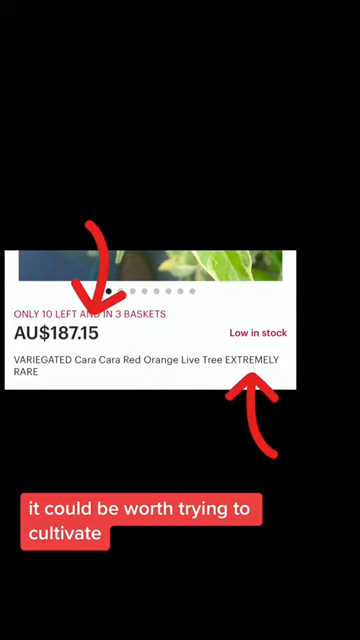 ONLY 10 LEFT AND IN 3 BASKETS
AU$187.15
Low in stock
VARIEGATED Cara Cara Red Orange Live Tree EXTREMELY
RARE
it could be worth trying to
cultivate